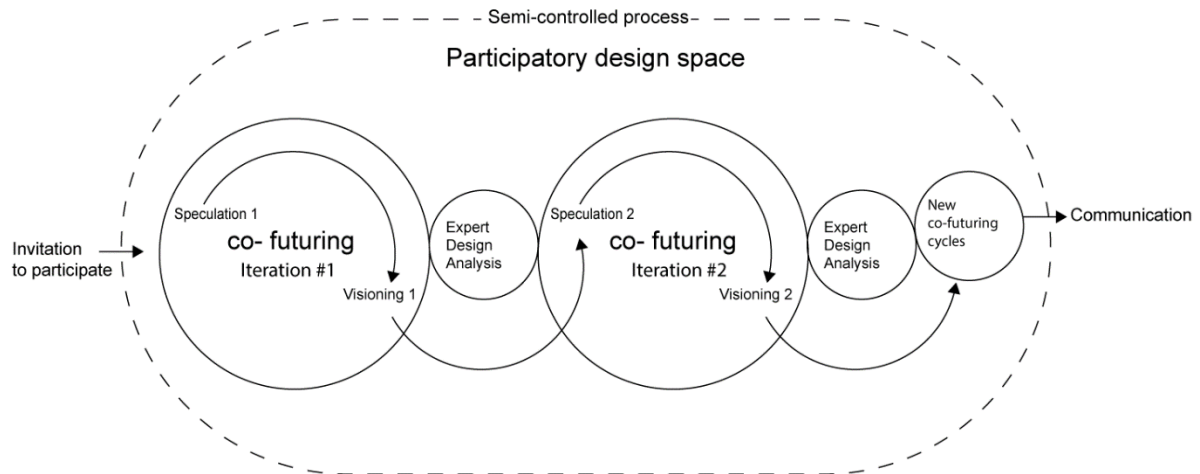 Semi-controlled process
Participatory design space
Invitation
to participate
Speculation 1
co- futuring
Iteration #1
Visioning 1
Expert
Design
Analysis
Speculation 2
co- futuring
Iteration #2
Visioning 2
Expert
Design
Analysis
New
co-futuring
cycles
Communication